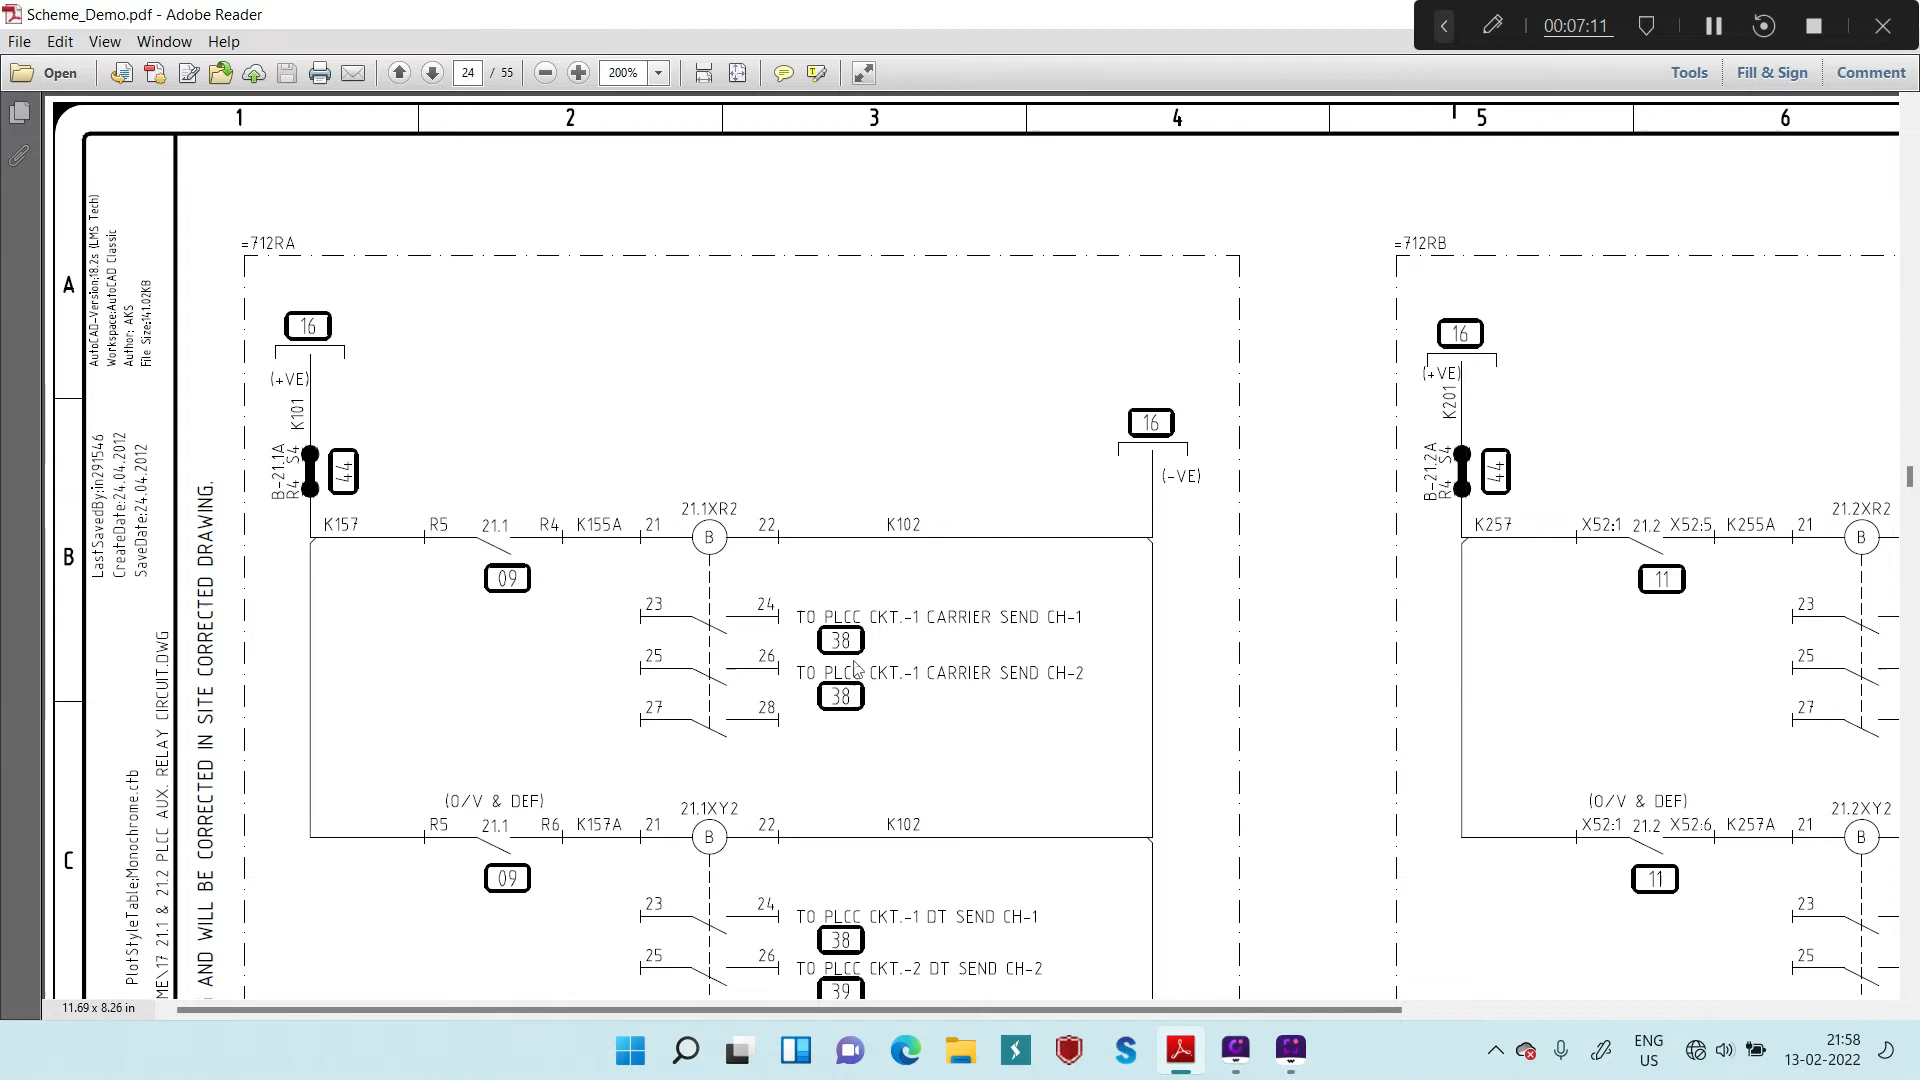 Scheme_Demo.pdf - Adobe Reader
00:07:11
File Edit View Window Help
Open 24 / 55 200% Tools Fill & Sign Comment
1 2 3 4 5 6
A
B
C
AutoCAD-Version:18.2s (LMS Tech)
Workspace:AutoCAD Classic
Author: AKS
File Size:141.02KB
LastSavedBy:in291546
CreateDate:24.04.2012
SaveDate:24.04.2012
PlotStyleTable:Monochrome.ctb
ME\17 21.1 & 21.2 PLCC AUX. RELAY CIRCUIT.DWG
AND WILL BE CORRECTED IN SITE CORRECTED DRAWING.
=712RA
16
(+VE)
K101
B-21.1A
R4 S4
44
16
(-VE)
21.1XR2
K157 R5 21.1 R4 K155A 21 B 22 K102
09
23 24 TO PLCC CKT.-1 CARRIER SEND CH-1
38
25 26 TO PLCC CKT.-1 CARRIER SEND CH-2
38
27 28
(O/V & DEF) 21.1XY2
R5 21.1 R6 K157A 21 B 22 K102
09
23 24 TO PLCC CKT.-1 DT SEND CH-1
38
25 26 TO PLCC CKT.-2 DT SEND CH-2
39
=712RB
16
(+VE)
K201
B-21.2A
R4 S4
44
21.2XR2
K257 X52:1 21.2 X52:5 K255A 21 B
11
23
25
27
(O/V & DEF) 21.2XY2
X52:1 21.2 X52:6 K257A 21 B
11
23
25
11.69 x 8.26 in
ENG
US
21:58
13-02-2022